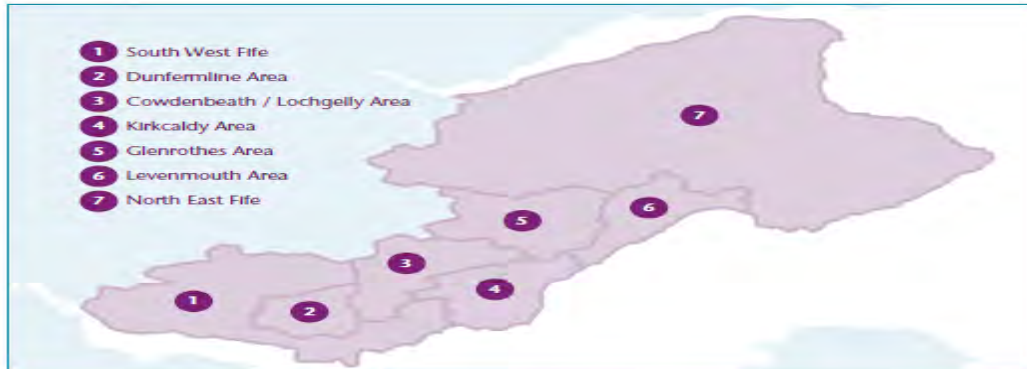 1 South West Fife
2 Dunfermline Area
3 Cowdenbeath / Lochgelly Area
4 Kirkcaldy Area
5 Glenrothes Area
6 Levenmouth Area
7 North East Fife
7
6
5
3
4
1
2